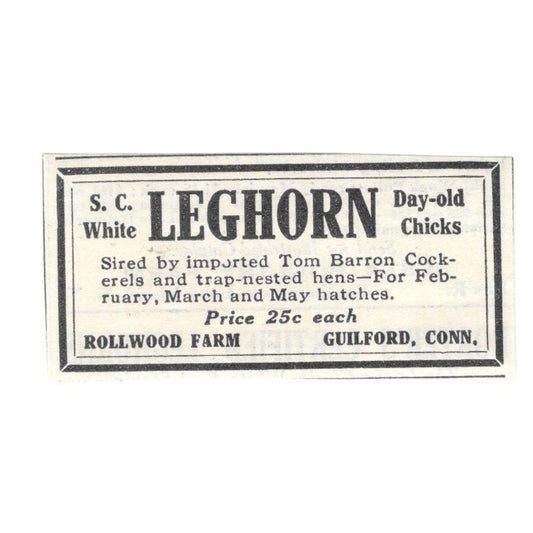 S. C. White LEGHORN Day-old Chicks
Sired by imported Tom Barron Cock-
erels and trap-nested hens—For Feb-
ruary, March and May hatches.
Price 25c each
ROLLWOOD FARM GUILFORD, CONN.